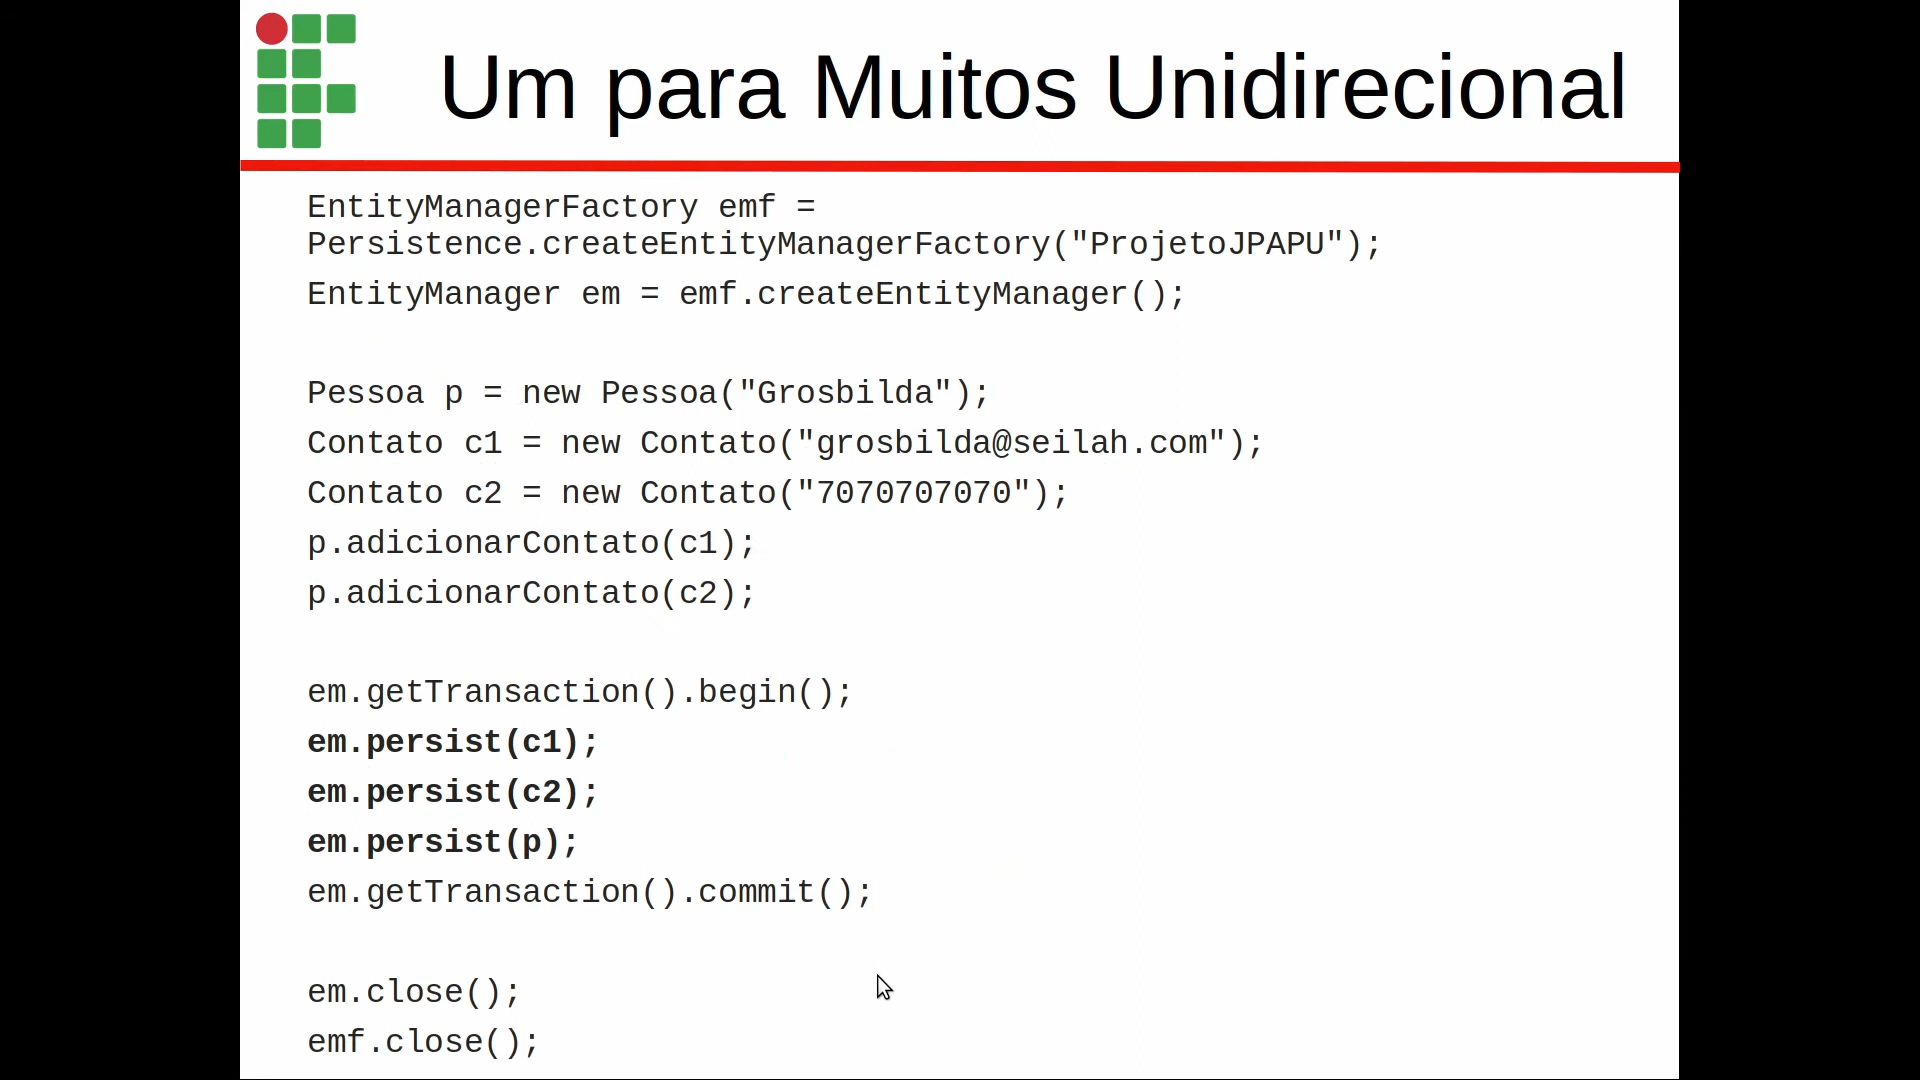 Um para Muitos Unidirecional
EntityManagerFactory emf =
Persistence.createEntityManagerFactory("ProjetoJPAPU");
EntityManager em = emf.createEntityManager();
Pessoa p = new Pessoa("Grosbilda");
Contato c1 = new Contato("grosbilda@seilah.com");
Contato c2 = new Contato("7070707070");
p.adicionarContato(c1);
p.adicionarContato(c2);
em.getTransaction().begin();
em.persist(c1);
em.persist(c2);
em.persist(p);
em.getTransaction().commit();
em.close();
emf.close();